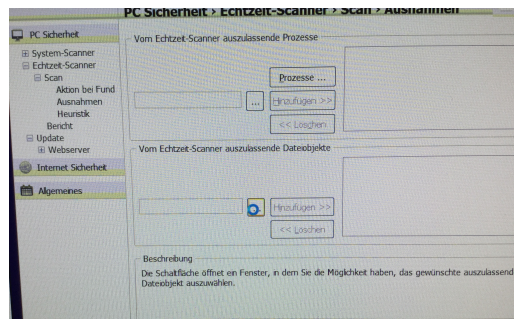 PC Sicherheit > Echtzeit-Scanner > Scan > Ausnahmen
PC Sicherheit
System-Scanner
Echtzeit-Scanner
Scan
Aktion bei Fund
Ausnahmen
Heuristik
Bericht
Update
Webserver
Internet Sicherheit
Allgemeines
Vom Echtzeit-Scanner auszulassende Prozesse
Prozesse ...
...
Hinzufügen >>
<< Löschen
Vom Echtzeit-Scanner auszulassende Dateiobjekte
Hinzufügen >>
<< Löschen
Beschreibung
Die Schaltfläche öffnet ein Fenster, in dem Sie die Möglichkeit haben, das gewünschte auszulassend
Dateiobjekt auszuwählen.